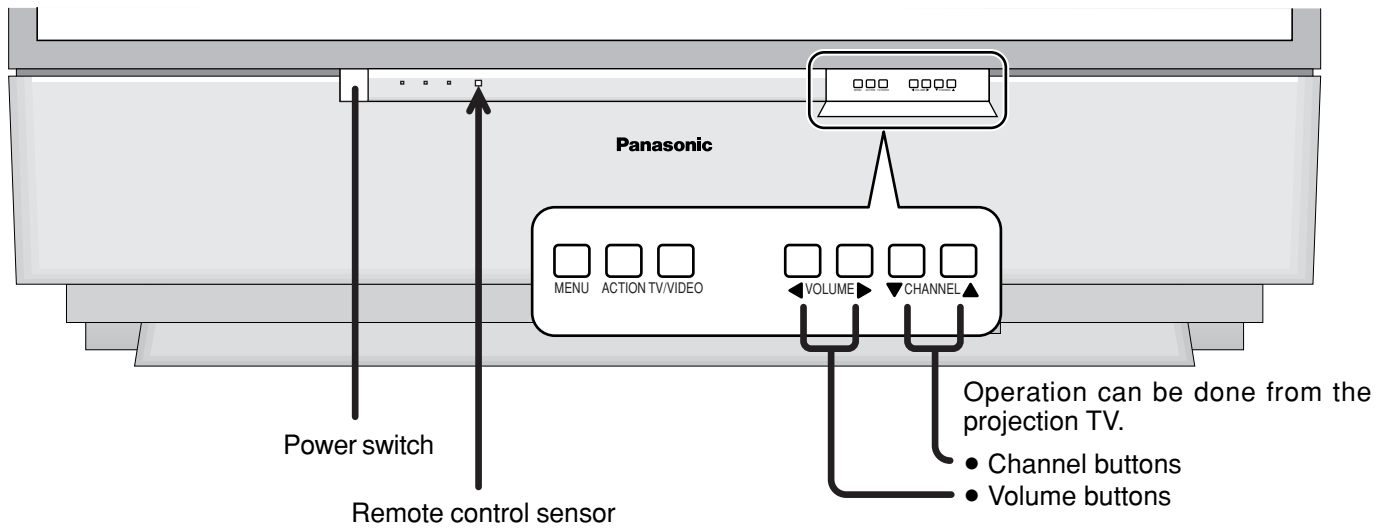 Panasonic
MENU ACTION TV/VIDEO ◀ VOLUME ▶ ▼ CHANNEL ▲
Operation can be done from the
projection TV.
Power switch
● Channel buttons
● Volume buttons
Remote control sensor